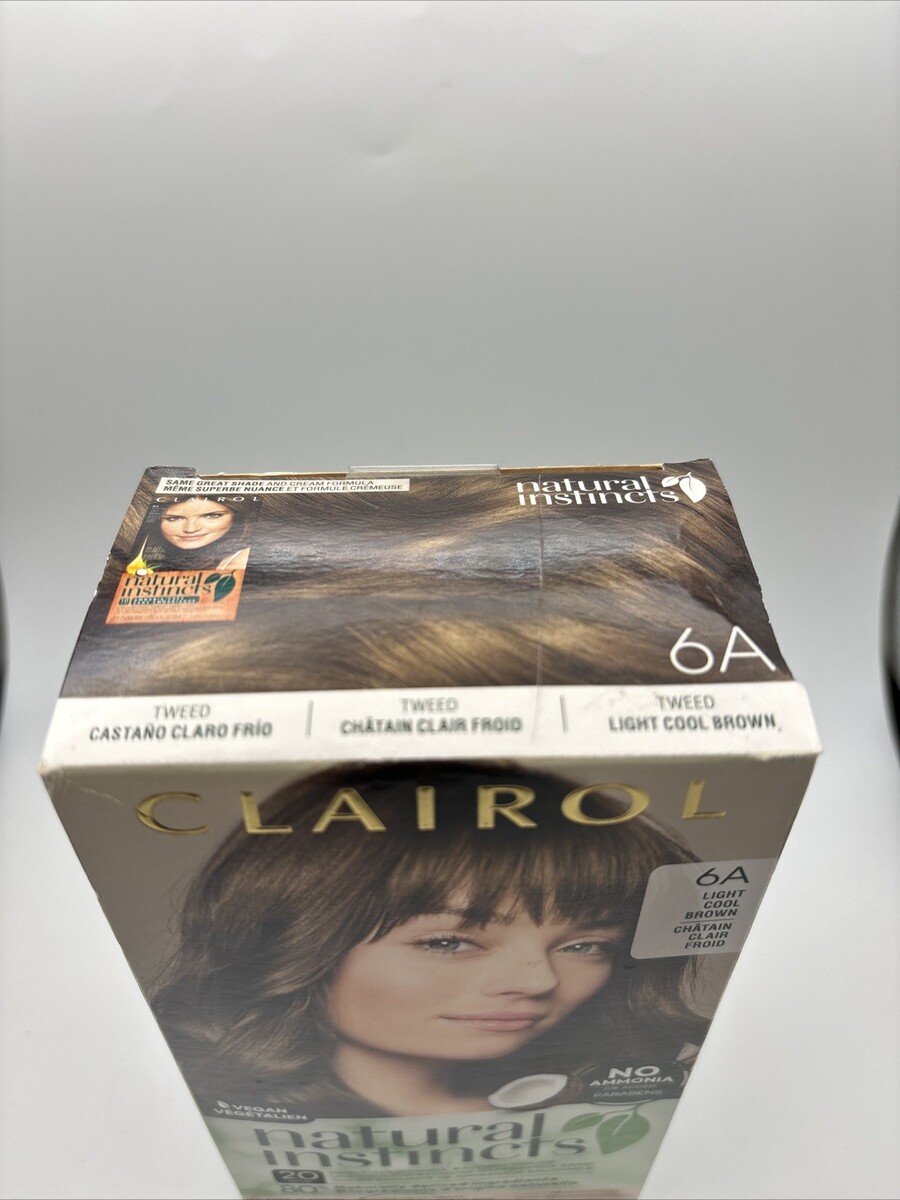 SAME GREAT SHADE AND CREAM FORMULA
MÊME SUPERBE NUANCE ET FORMULE CRÉMEUSE
CLAIROL
natural
instincts
natural
instincts
6A
TWEED
CASTAÑO CLARO FRÍO
TWEED
CHÂTAIN CLAIR FROID
TWEED
LIGHT COOL BROWN
CLAIROL
6A
LIGHT
COOL
BROWN
CHÂTAIN
CLAIR
FROID
NO
AMMONIA
PARABENS
VEGAN
VÉGÉTALIEN
natural
instincts
20
80%